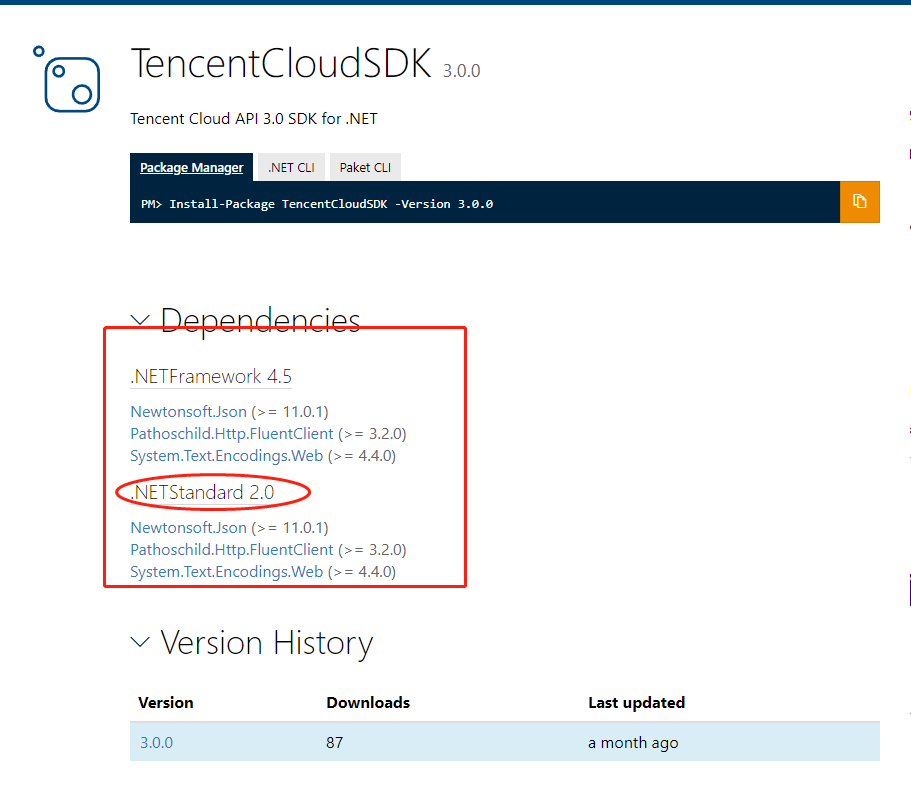 TencentCloudSDK 3.0.0
Tencent Cloud API 3.0 SDK for .NET
Package Manager .NET CLI Paket CLI
PM> Install-Package TencentCloudSDK -Version 3.0.0
Dependencies
.NETFramework 4.5
Newtonsoft.Json (>= 11.0.1)
Pathoschild.Http.FluentClient (>= 3.2.0)
System.Text.Encodings.Web (>= 4.4.0)
.NETStandard 2.0
Newtonsoft.Json (>= 11.0.1)
Pathoschild.Http.FluentClient (>= 3.2.0)
System.Text.Encodings.Web (>= 4.4.0)
Version History
Version Downloads Last updated
3.0.0 87 a month ago